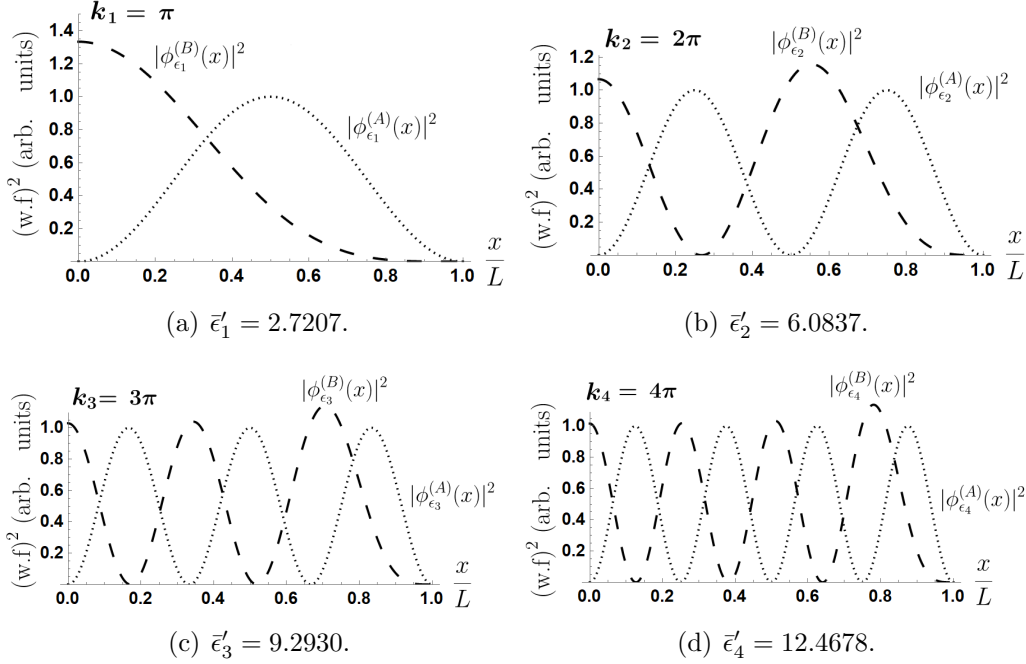 k₁ = π
(w.f)² (arb. units)
1.4
1.2
1.0
0.8
0.6
0.4
0.2
|ϕ_{ϵ₁}^{(B)}(x)|²
|ϕ_{ϵ₁}^{(A)}(x)|²
0.0 0.2 0.4 0.6 0.8 1.0
x/L
(a) ϵ̄′₁ = 2.7207.
k₂ = 2π
(w.f)² (arb. units)
1.2
1.0
0.8
0.6
0.4
0.2
|ϕ_{ϵ₂}^{(B)}(x)|²
|ϕ_{ϵ₂}^{(A)}(x)|²
0.0 0.2 0.4 0.6 0.8 1.0
x/L
(b) ϵ̄′₂ = 6.0837.
k₃ = 3π
(w.f)² (arb. units)
1.0
0.8
0.6
0.4
0.2
|ϕ_{ϵ₃}^{(B)}(x)|²
|ϕ_{ϵ₃}^{(A)}(x)|²
0.0 0.2 0.4 0.6 0.8 1.0
x/L
(c) ϵ̄′₃ = 9.2930.
k₄ = 4π
(w.f)² (arb. units)
1.0
0.8
0.6
0.4
0.2
|ϕ_{ϵ₄}^{(B)}(x)|²
|ϕ_{ϵ₄}^{(A)}(x)|²
0.0 0.2 0.4 0.6 0.8 1.0
x/L
(d) ϵ̄′₄ = 12.4678.